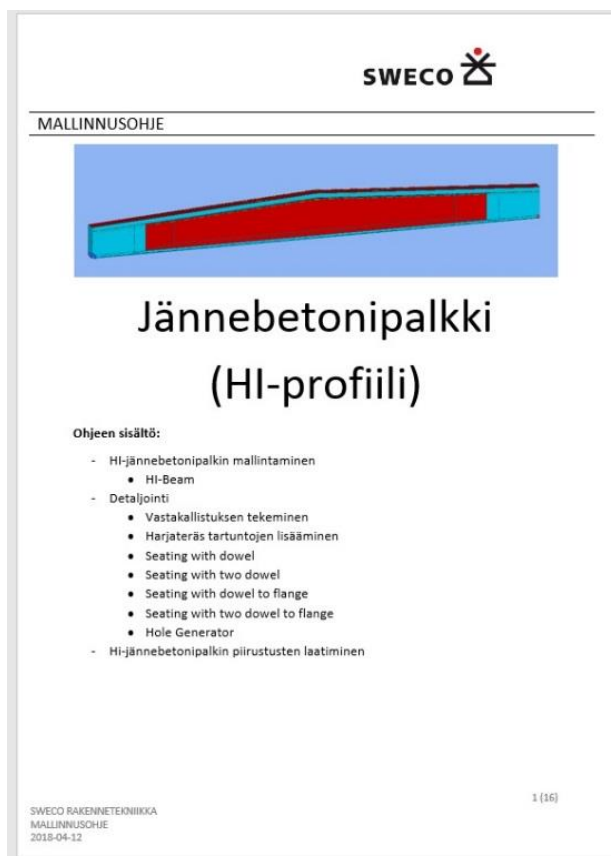 SWECO
MALLINNUSOHJE
Jännebetonipalkki
(HI-profiili)
Ohjeen sisältö:
- HI-jännebetonipalkin mallintaminen
• HI-Beam
- Detaljointi
• Vastakallistuksen tekeminen
• Harjateräs tartuntojen lisääminen
• Seating with dowel
• Seating with two dowel
• Seating with dowel to flange
• Seating with two dowel to flange
• Hole Generator
- Hi-jännebetonipalkin piirustusten laatiminen
1 (16)
SWECO RAKENNETEKNIIKKA
MALLINNUSOHJE
2018-04-12